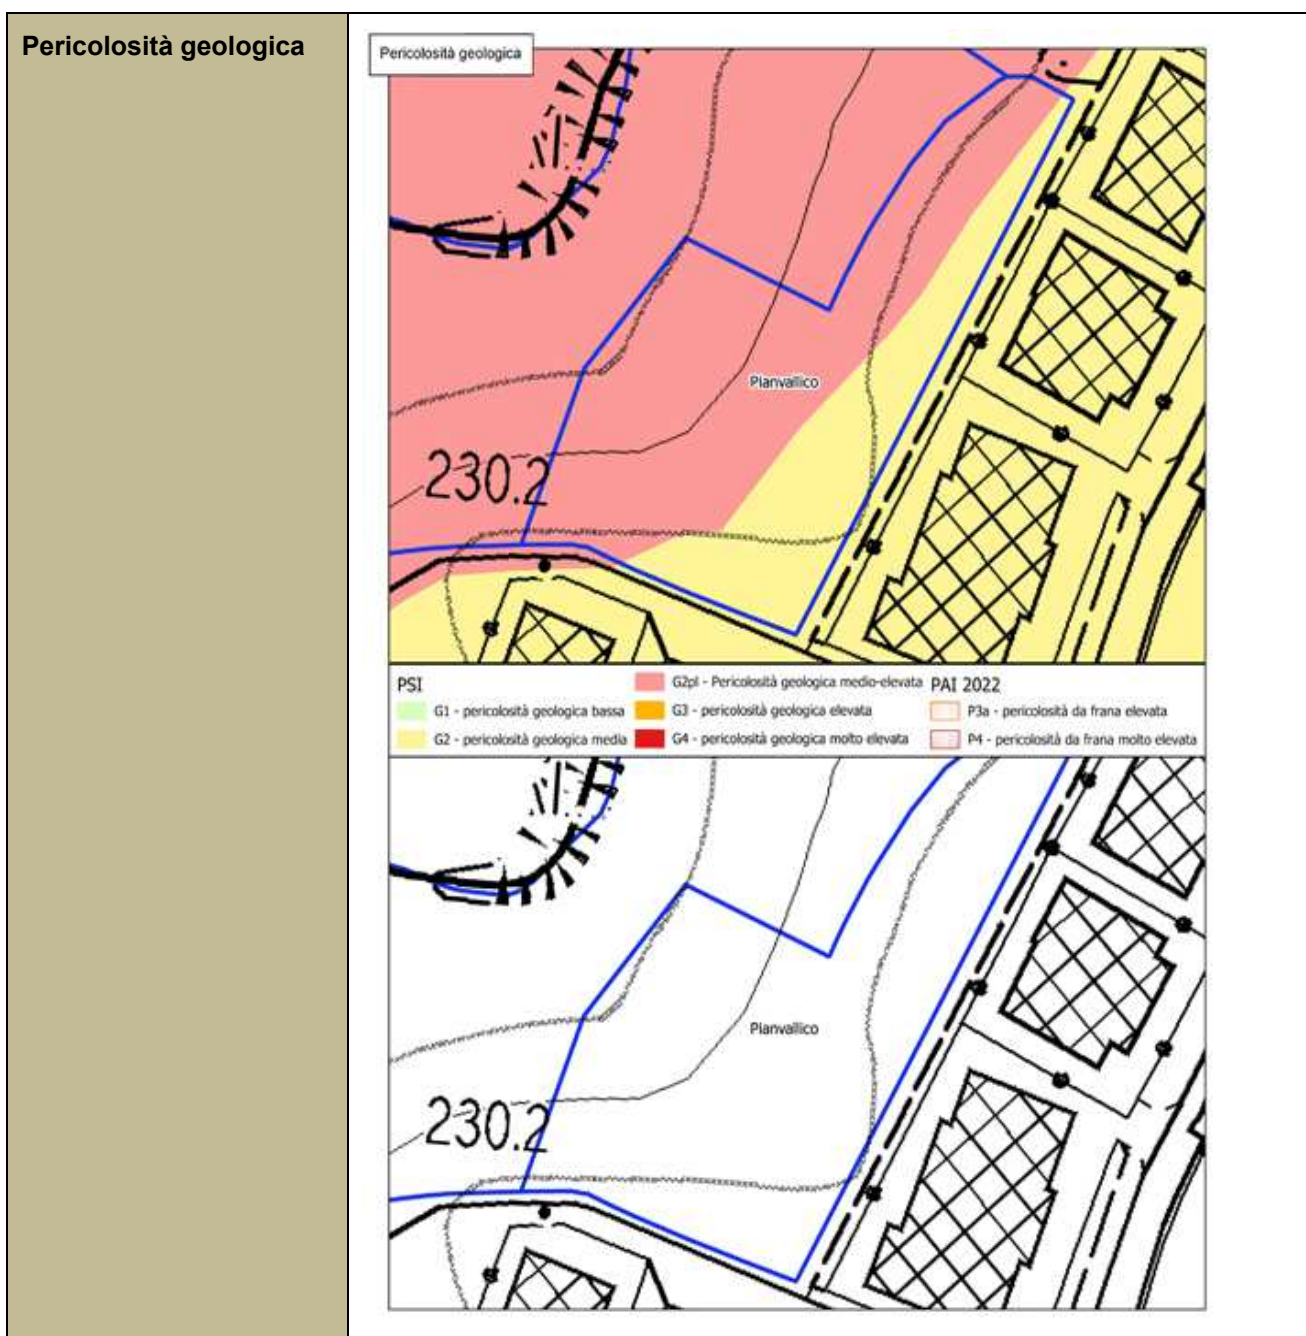 Pericolosità geologica
Pericolosità geologica
Pianvallico
230.2
PSI
G1 - pericolosità geologica bassa
G2 - pericolosità geologica media
G2pl - Pericolosità geologica medio-elevata
G3 - pericolosità geologica elevata
G4 - pericolosità geologica molto elevata
PAI 2022
P3a - pericolosità da frana elevata
P4 - pericolosità da frana molto elevata
Pianvallico
230.2